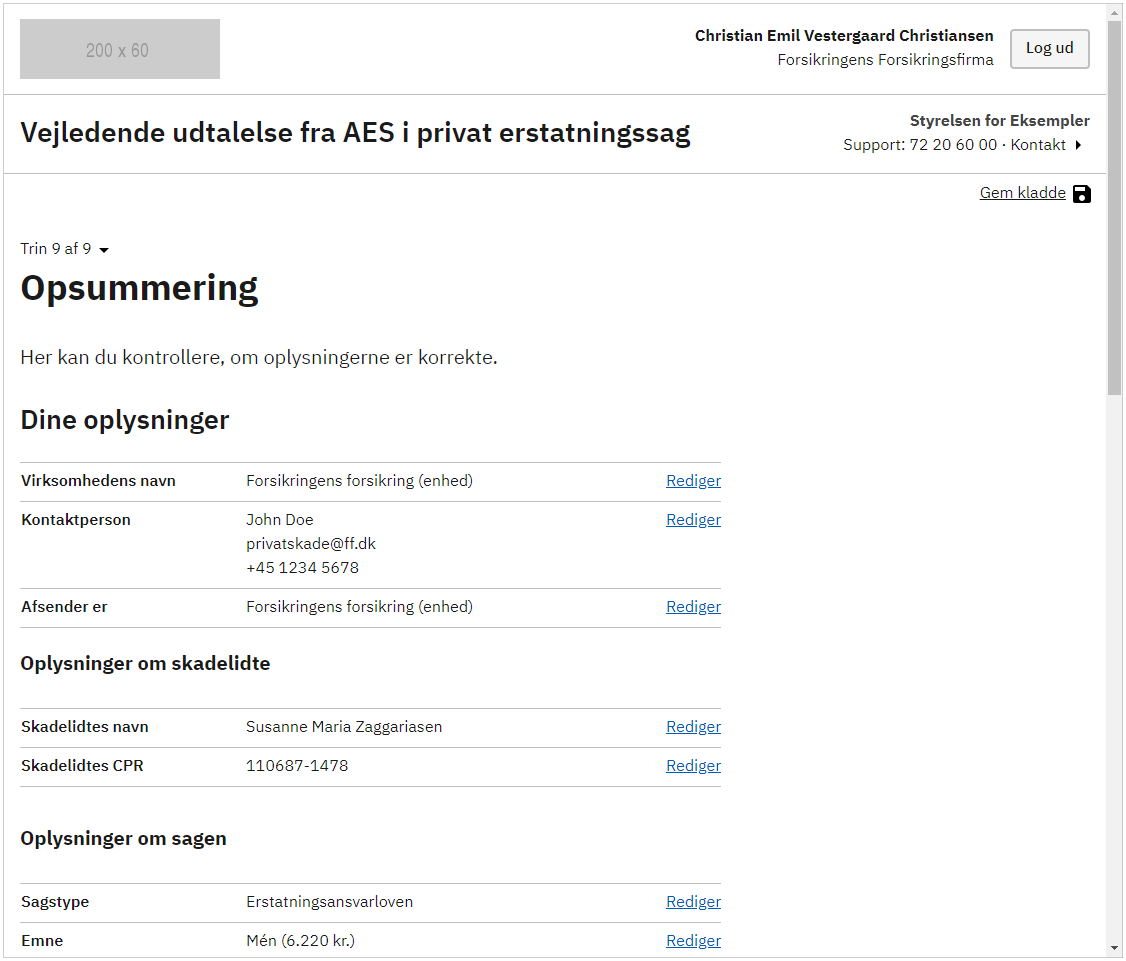 200 x 60
Christian Emil Vestergaard Christiansen
Forsikringens Forsikringsfirma
Log ud
Vejledende udtalelse fra AES i privat erstatningssag
Styrelsen for Eksempler
Support: 72 20 60 00 · Kontakt
Gem kladde
Trin 9 af 9
Opsummering
Her kan du kontrollere, om oplysningerne er korrekte.
Dine oplysninger
Virksomhedens navn Forsikringens forsikring (enhed) Rediger
Kontaktperson John Doe Rediger
privatskade@ff.dk
+45 1234 5678
Afsender er Forsikringens forsikring (enhed) Rediger
Oplysninger om skadelidte
Skadelidtes navn Susanne Maria Zaggariasen Rediger
Skadelidtes CPR 110687-1478 Rediger
Oplysninger om sagen
Sagstype Erstatningsansvarloven Rediger
Emne Mén (6.220 kr.) Rediger